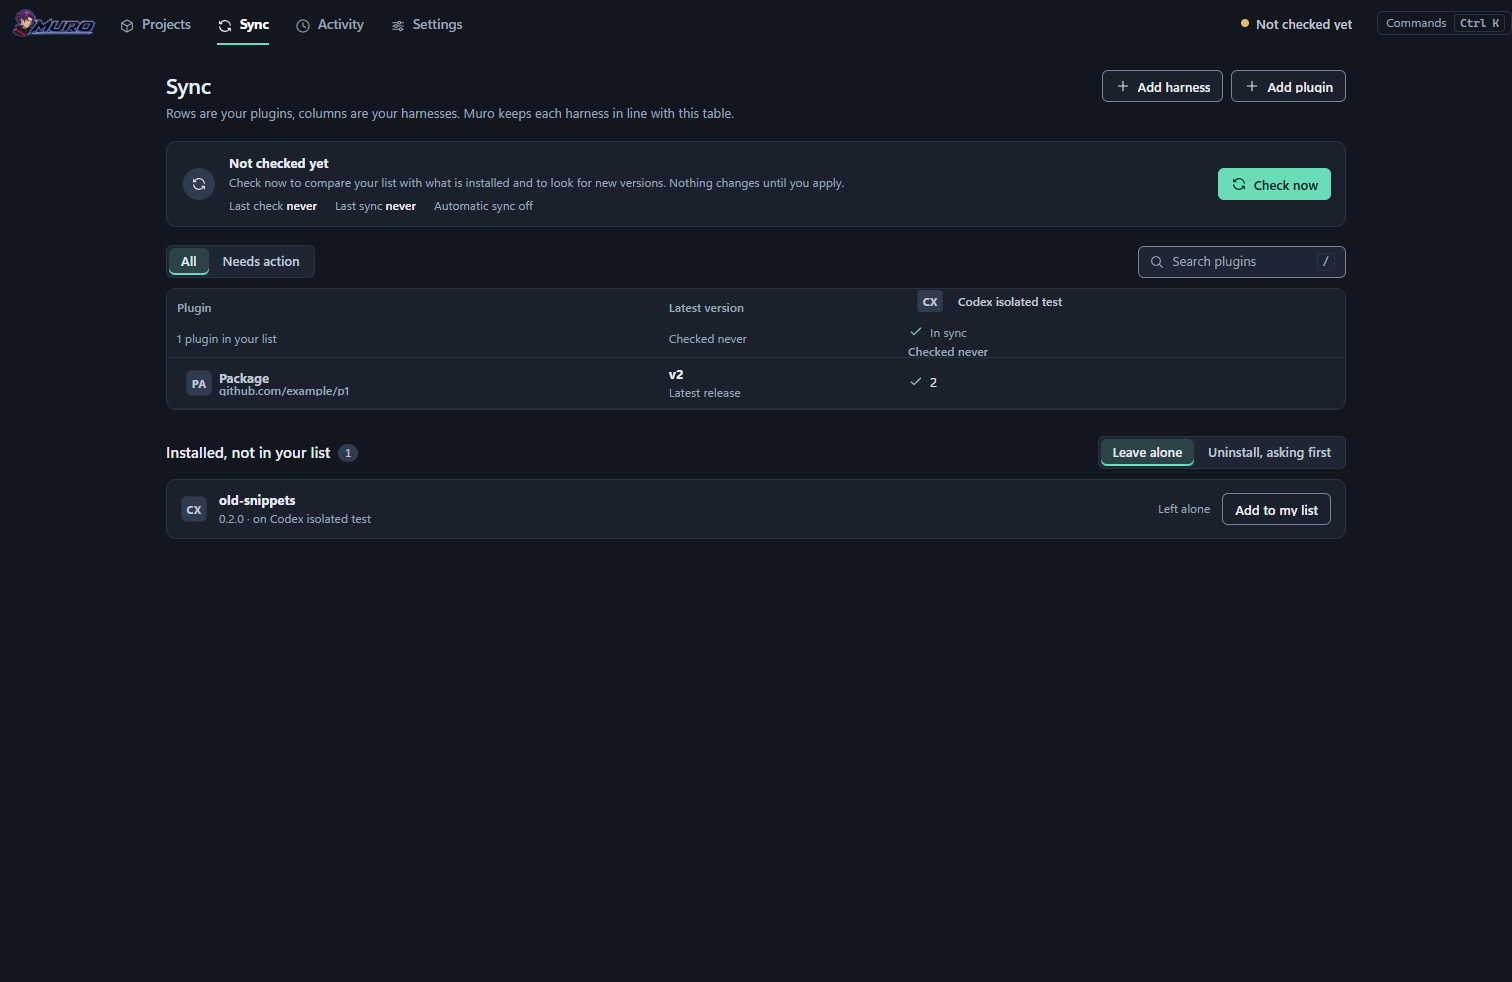 MURO
Projects
Sync
Activity
Settings
Not checked yet
Commands Ctrl K
Sync
Rows are your plugins, columns are your harnesses. Muro keeps each harness in line with this table.
+ Add harness
+ Add plugin
Not checked yet
Check now to compare your list with what is installed and to look for new versions. Nothing changes until you apply.
Last check never Last sync never Automatic sync off
Check now
All
Needs action
Search plugins /
Plugin
Latest version
CX Codex isolated test
1 plugin in your list
Checked never
In sync
Checked never
PA Package
github.com/example/p1
v2
Latest release
2
Installed, not in your list 1
Leave alone
Uninstall, asking first
CX old-snippets
0.2.0 · on Codex isolated test
Left alone
Add to my list